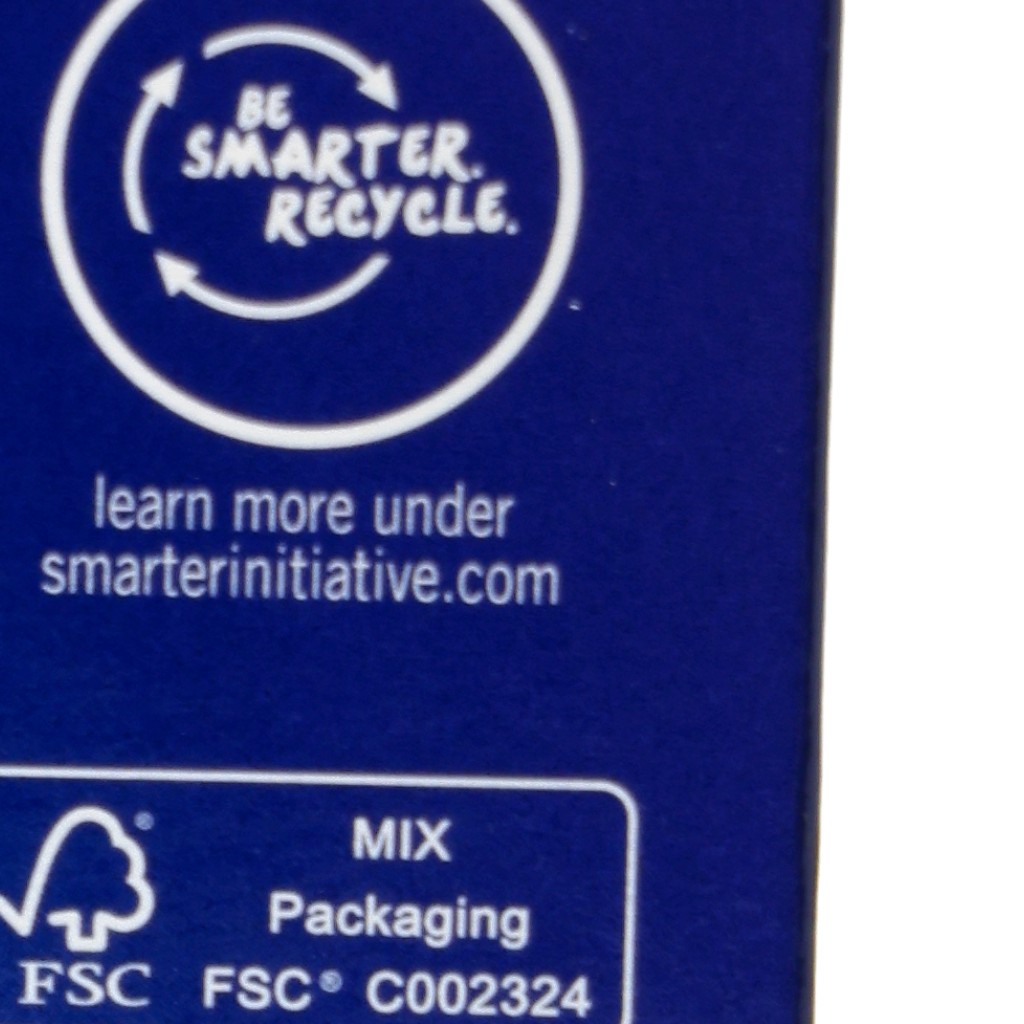 BE
SMARTER.
RECYCLE.
learn more under
smarterinitiative.com
®
MIX
Packaging
FSC
FSC® C002324